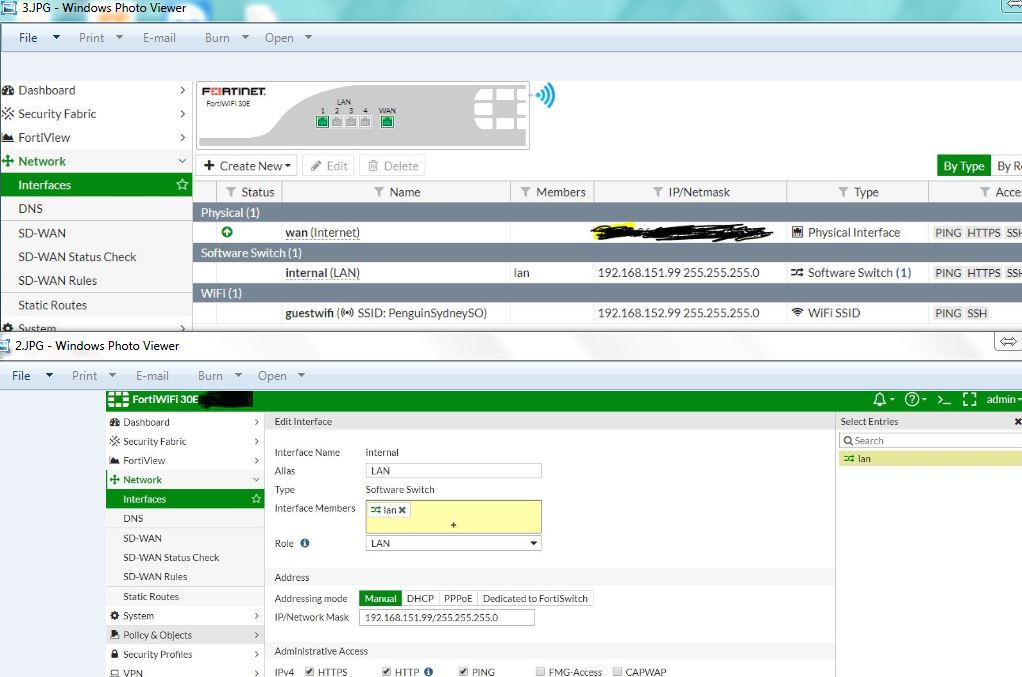 3.JPG - Windows Photo Viewer
File Print E-mail Burn Open
Dashboard
Security Fabric
FortiView
Network
Interfaces
DNS
SD-WAN
SD-WAN Status Check
SD-WAN Rules
Static Routes
System
FORTINET
FortiWiFi 30E
LAN
1 2 3 4 WAN
+ Create New Edit Delete
By Type By R
Status Name Members IP/Netmask Type Acce
Physical (1)
wan (Internet) Physical Interface PING HTTPS SSH
Software Switch (1)
internal (LAN) lan 192.168.151.99 255.255.255.0 Software Switch (1) PING HTTPS SSH
WiFi (1)
guestwifi (SSID: PenguinSydneySO) 192.168.152.99 255.255.255.0 WiFi SSID PING SSH
2.JPG - Windows Photo Viewer
File Print E-mail Burn Open
FortiWiFi 30E
admin
Dashboard
Security Fabric
FortiView
Network
Interfaces
DNS
SD-WAN
SD-WAN Status Check
SD-WAN Rules
Static Routes
System
Policy & Objects
Security Profiles
VPN
Edit Interface
Interface Name internal
Alias LAN
Type Software Switch
Interface Members lan
+
Role LAN
Address
Addressing mode Manual DHCP PPPoE Dedicated to FortiSwitch
IP/Network Mask 192.168.151.99/255.255.255.0
Administrative Access
IPv4 HTTPS HTTP PING FMG-Access CAPWAP
Select Entries
Search
lan